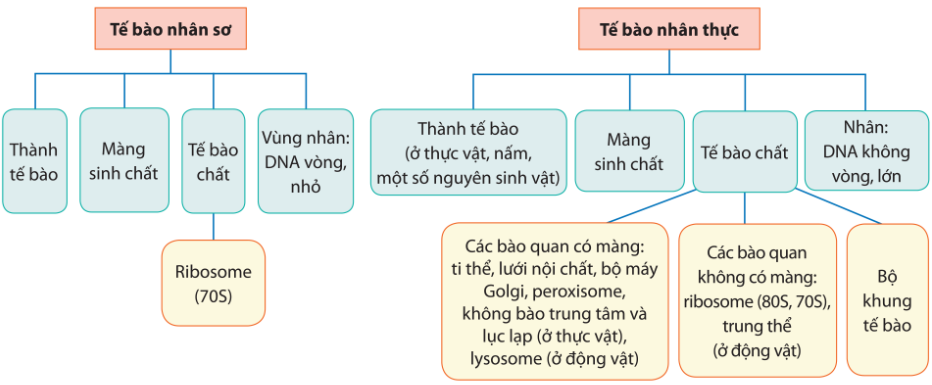 Tế bào nhân sơ
Thành
tế bào
Màng
sinh chất
Tế bào
chất
Vùng nhân:
DNA vòng,
nhỏ
Ribosome
(70S)
Tế bào nhân thực
Thành tế bào
(ở thực vật, nấm,
một số nguyên sinh vật)
Màng
sinh chất
Tế bào chất
Nhân:
DNA không
vòng, lớn
Các bào quan có màng:
ti thể, lưới nội chất, bộ máy
Golgi, peroxisome,
không bào trung tâm và
lục lạp (ở thực vật),
lysosome (ở động vật)
Các bào quan
không có màng:
ribosome (80S, 70S),
trung thể
(ở động vật)
Bộ
khung
tế bào